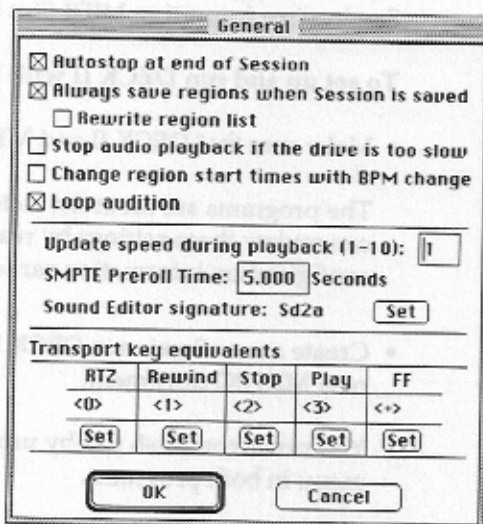 General
Autostop at end of Session
Always save regions when Session is saved
Rewrite region list
Stop audio playback if the drive is too slow
Change region start times with BPM change
Loop audition
Update speed during playback (1-10): 1
SMPTE Preroll Time: 5.000 Seconds
Sound Editor signature: Sd2a Set
Transport key equivalents
RTZ Rewind Stop Play FF
<0> <1> <2> <3> <+>
Set Set Set Set Set
OK Cancel